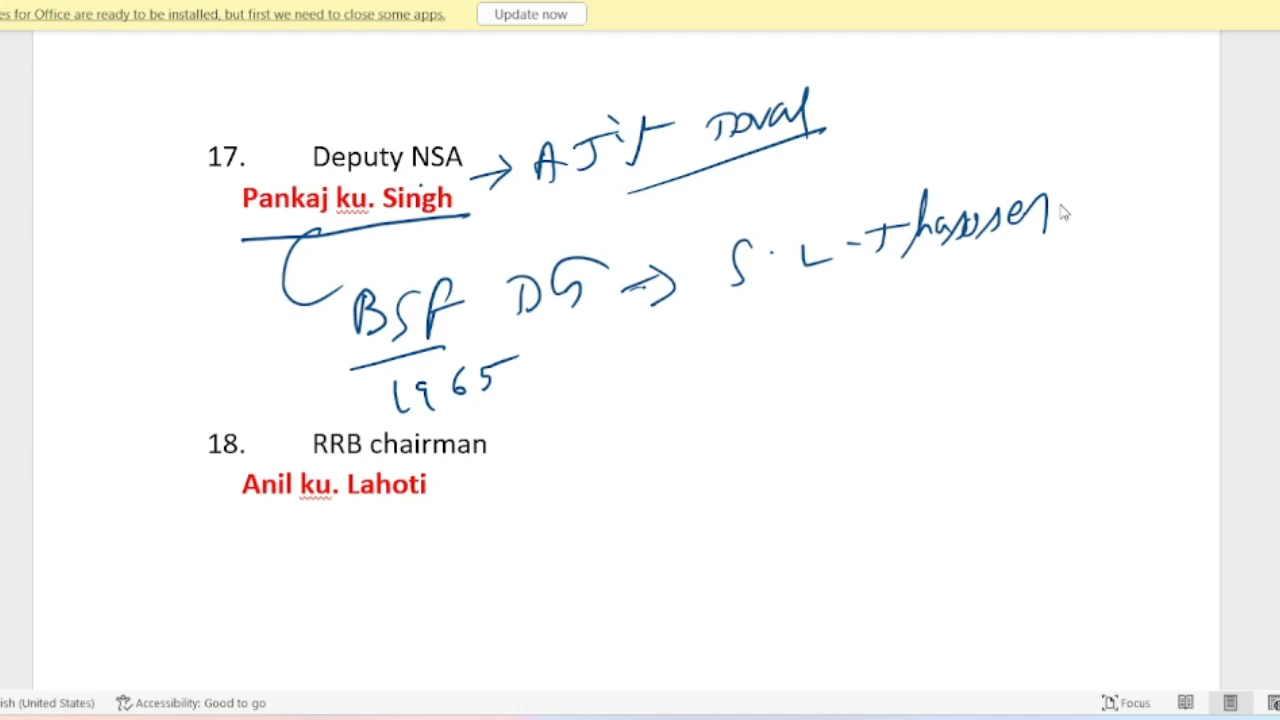 es for Office are ready to be installed, but first we need to close some apps. Update now
17. Deputy NSA → AJit Doval
Pankaj ku. Singh
BSF DG ⇒ S. L - Thaosen
1965
18. RRB chairman
Anil ku. Lahoti
ish (United States) Accessibility: Good to go Focus